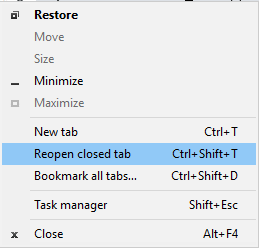 Restore
Move
Size
Minimize
Maximize
New tab Ctrl+T
Reopen closed tab Ctrl+Shift+T
Bookmark all tabs... Ctrl+Shift+D
Task manager Shift+Esc
Close Alt+F4